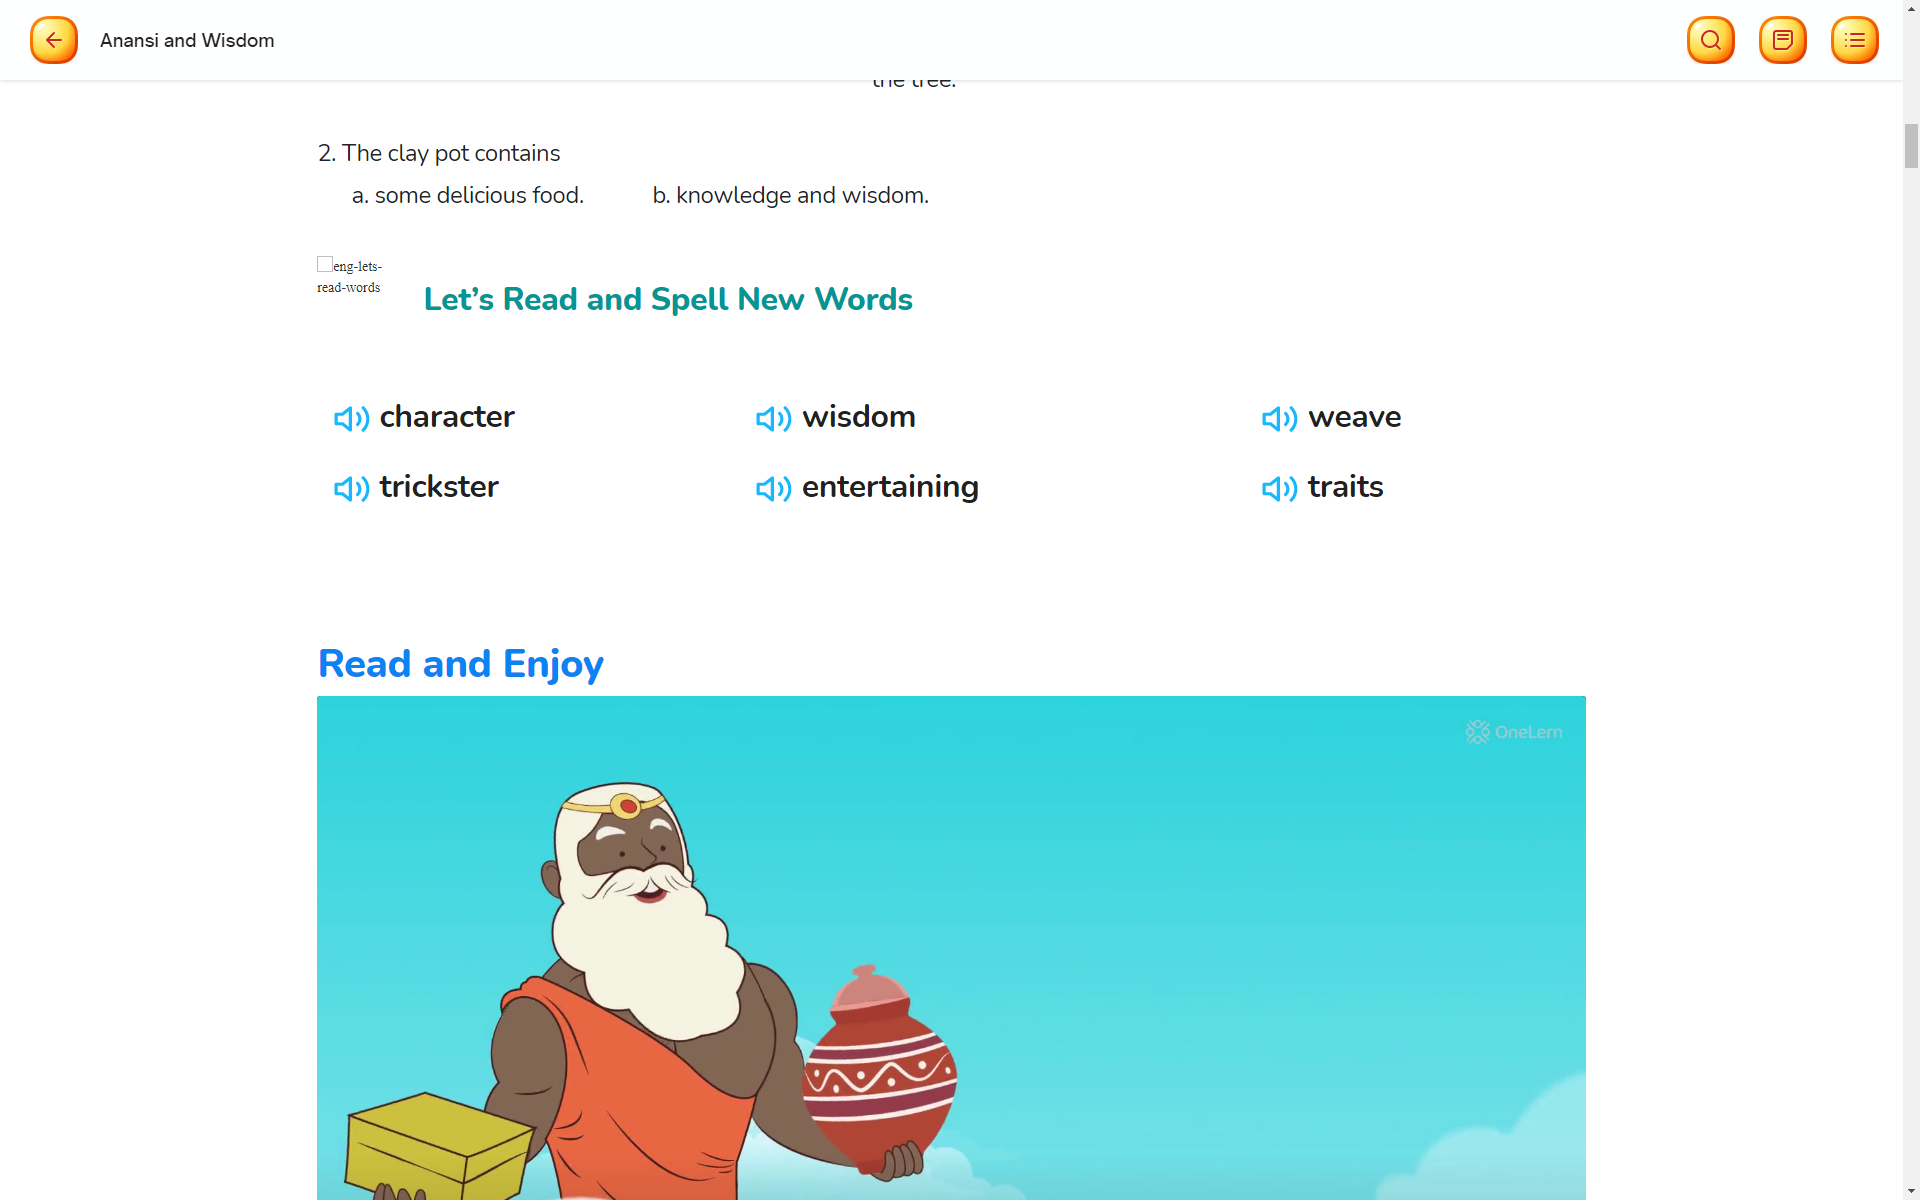 Anansi and Wisdom
the tree.
2. The clay pot contains
a. some delicious food. b. knowledge and wisdom.
eng-lets-
read-words
Let’s Read and Spell New Words
character wisdom weave
trickster entertaining traits
Read and Enjoy
OneLern